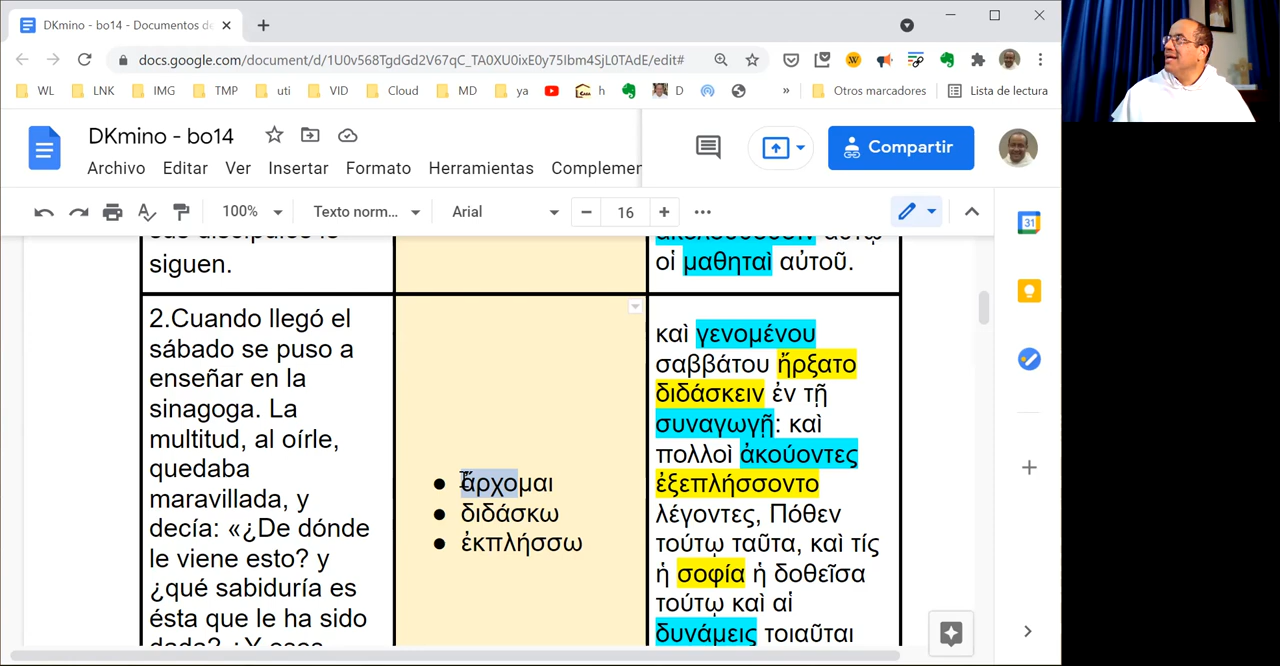 DKmino - bo14 - Documentos de
docs.google.com/document/d/1U0v568TgdGd2V67qC_TA0XU0ixE0y75Ibm4SjL0TAdE/edit#
WL LNK IMG TMP uti VID Cloud MD ya h D » Otros marcadores Lista de lectura
DKmino - bo14
Compartir
Archivo Editar Ver Insertar Formato Herramientas Complemen
100% Texto norm... Arial 16
31
siguen.
οἱ μαθηταὶ αὐτοῦ.
2.Cuando llegó el
sábado se puso a
enseñar en la
sinagoga. La
multitud, al oírle,
quedaba
maravillada, y
decía: «¿De dónde
le viene esto? y
¿qué sabiduría es
ésta que le ha sido
ἄρχομαι
διδάσκω
ἐκπλήσσω
καὶ γενομένου
σαββάτου ἤρξατο
διδάσκειν ἐν τῇ
συναγωγῇ: καὶ
πολλοὶ ἀκούοντες
ἐξεπλήσσοντο
λέγοντες, Πόθεν
τούτῳ ταῦτα, καὶ τίς
ἡ σοφία ἡ δοθεῖσα
τούτῳ καὶ αἱ
δυνάμεις τοιαῦται